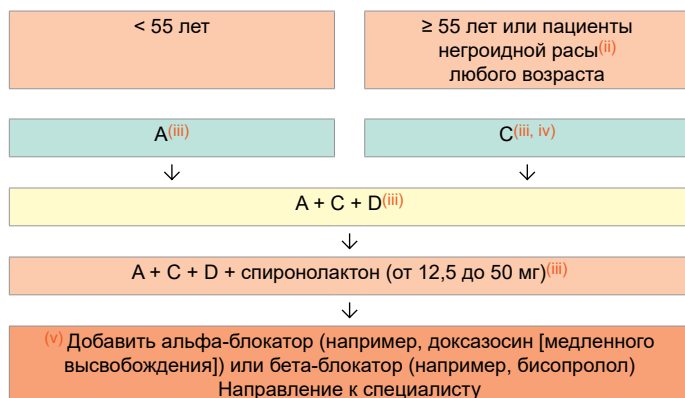 < 55 лет
≥ 55 лет или пациенты
негроидной расы(ii)
любого возраста
A(iii)
C(iii, iv)
↓
↓
A + C + D(iii)
↓
A + C + D + спиронолактон (от 12,5 до 50 мг)(iii)
↓
(v) Добавить альфа-блокатор (например, доксазосин [медленного
высвобождения]) или бета-блокатор (например, бисопролол)
Направление к специалисту